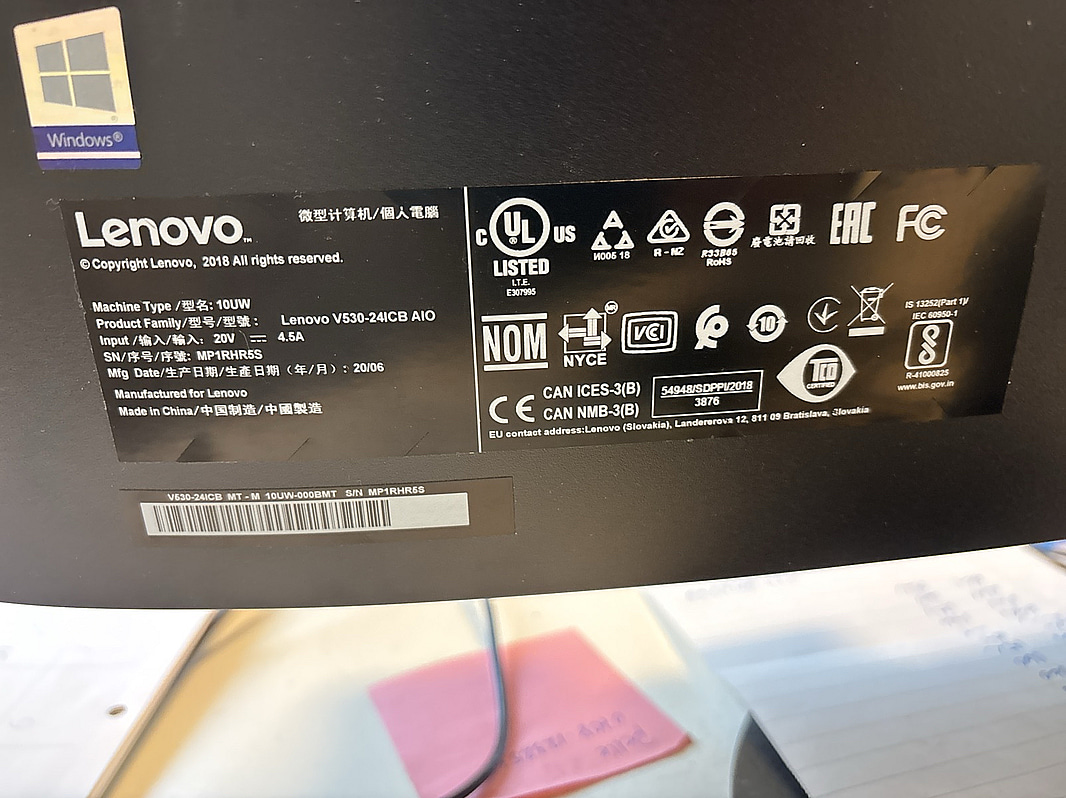 Windows®
Lenovo™
微型计算机/個人電腦
© Copyright Lenovo, 2018 All rights reserved.
Machine Type /型名: 10UW
Product Family/型号/型號: Lenovo V530-24ICB AIO
Input /输入/輸入: 20V ⎓ 4.5A
SN/序号/序號: MP1RHR5S
Mfg Date/生产日期/生產日期 (年/月): 20/06
Manufactured for Lenovo
Made in China/中国制造/中國製造
C UL US
LISTED
I.T.E.
E307995
И005 18
R-NZ
R33B65
RoHS
廢電池請回收
EAC
FC
NOM
MR
NYCE
VCI
10
IS 13252(Part 1)/
IEC 60950-1
R-41000825
www.bis.gov.in
TCO
CERTIFIED
CE
CAN ICES-3(B)
CAN NMB-3(B)
54948/SDPPI/2018
3876
EU contact address:Lenovo (Slovakia), Landererova 12, 811 09 Bratislava, Slovakia
V530-24ICB MT-M 10UW-000BMT S/N MP1RHR5S